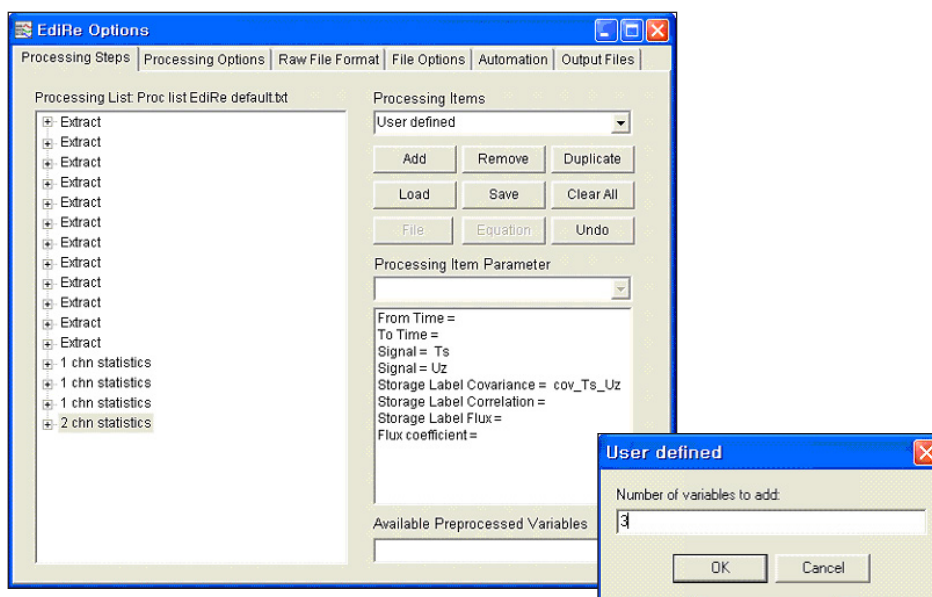 EdiRe Options
Processing Steps
Processing Options
Raw File Format
File Options
Automation
Output Files
Processing List: Proc list EdiRe default.txt
Extract
Extract
Extract
Extract
Extract
Extract
Extract
Extract
Extract
Extract
Extract
Extract
1 chn statistics
1 chn statistics
1 chn statistics
2 chn statistics
Processing Items
User defined
Add
Remove
Duplicate
Load
Save
Clear All
File
Equation
Undo
Processing Item Parameter
From Time =
To Time =
Signal = Ts
Signal = Uz
Storage Label Covariance = cov_Ts_Uz
Storage Label Correlation =
Storage Label Flux =
Flux coefficient =
Available Preprocessed Variables
User defined
Number of variables to add:
3
OK
Cancel